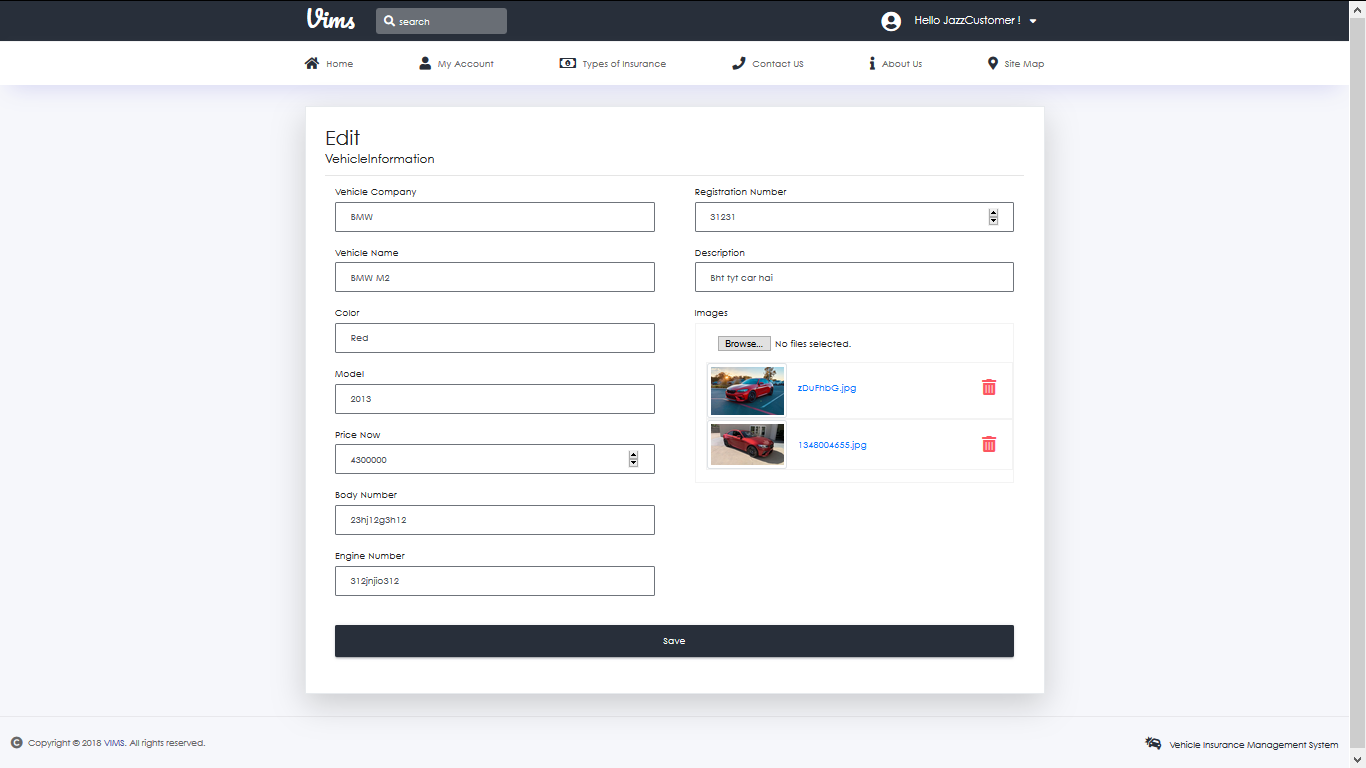 Vims
search
Hello JazzCustomer !
Home
My Account
Types of Insurance
Contact US
About Us
Site Map
Edit
VehicleInformation
Vehicle Company
BMW
Vehicle Name
BMW M2
Color
Red
Model
2013
Price Now
4300000
Body Number
23hj12g3h12
Engine Number
312jnjio312
Registration Number
31231
Description
Bht tyt car hai
Images
Browse... No files selected.
zDuFhbG.jpg
1348004655.jpg
Save
Copyright © 2018 VIMS. All rights reserved.
Vehicle Insurance Management System